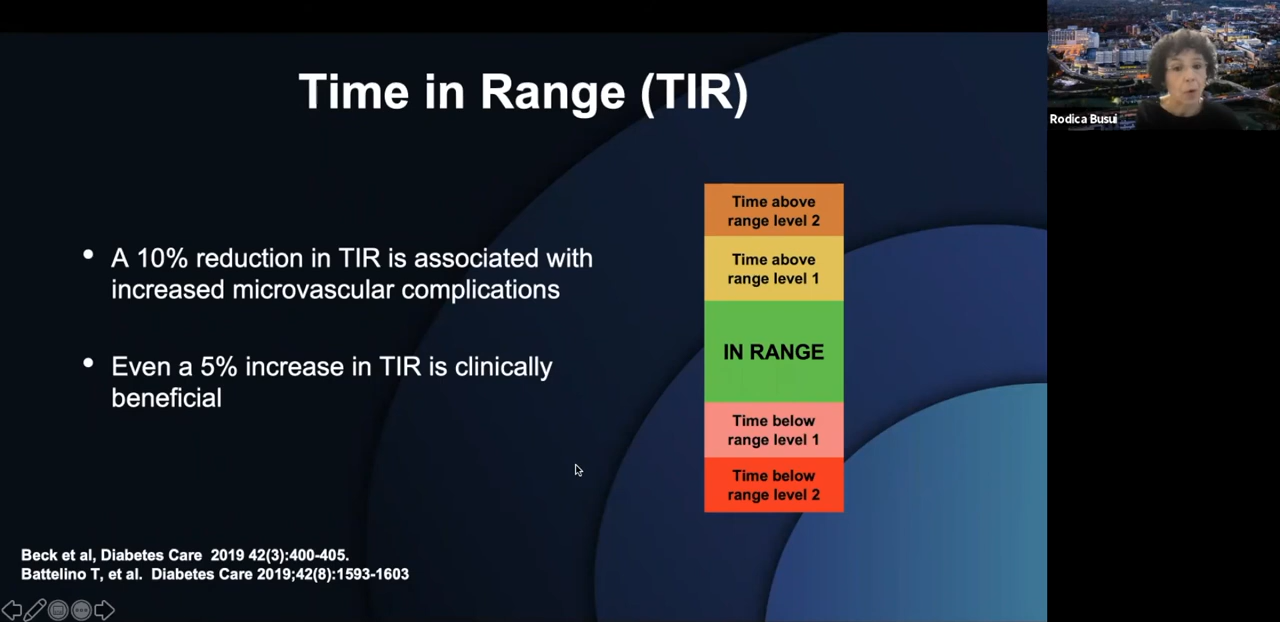 Time in Range (TIR)
• A 10% reduction in TIR is associated with
increased microvascular complications
• Even a 5% increase in TIR is clinically
beneficial
Time above
range level 2
Time above
range level 1
IN RANGE
Time below
range level 1
Time below
range level 2
Beck et al, Diabetes Care 2019 42(3):400-405.
Battelino T, et al. Diabetes Care 2019;42(8):1593-1603
Rodica Busui